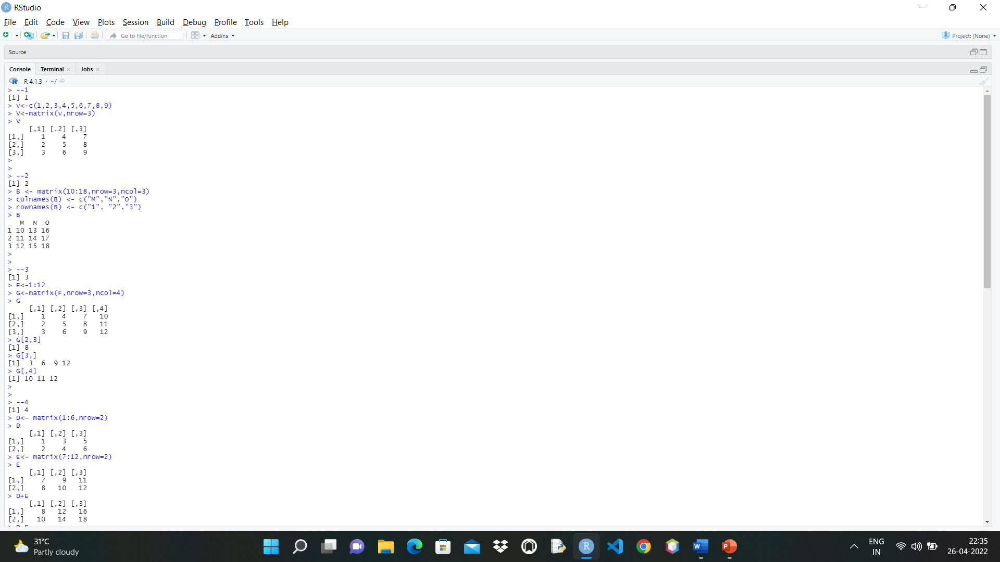 RStudio
File Edit Code View Plots Session Build Debug Profile Tools Help
Go to file/function Addins Project: (None)
Source
Console Terminal Jobs
R 4.1.3 · ~/
> --1
[1] 1
> v<-c(1,2,3,4,5,6,7,8,9)
> V<-matrix(v,nrow=3)
> V
     [,1] [,2] [,3]
[1,]    1    4    7
[2,]    2    5    8
[3,]    3    6    9
>
>
> --2
[1] 2
> B <- matrix(10:18,nrow=3,ncol=3)
> colnames(B) <- c("M","N","O")
> rownames(B) <- c("1", "2","3")
> B
   M  N  O
1 10 13 16
2 11 14 17
3 12 15 18
>
>
> --3
[1] 3
> F<-1:12
> G<-matrix(F,nrow=3,ncol=4)
> G
     [,1] [,2] [,3] [,4]
[1,]    1    4    7   10
[2,]    2    5    8   11
[3,]    3    6    9   12
> G[2,3]
[1] 8
> G[3,]
[1]  3  6  9 12
> G[,4]
[1] 10 11 12
>
>
> --4
[1] 4
> D<- matrix(1:6,nrow=2)
> D
     [,1] [,2] [,3]
[1,]    1    3    5
[2,]    2    4    6
> E<- matrix(7:12,nrow=2)
> E
     [,1] [,2] [,3]
[1,]    7    9   11
[2,]    8   10   12
> D+E
     [,1] [,2] [,3]
[1,]    8   12   16
[2,]   10   14   18
31°C
Partly cloudy
ENG
IN
22:35
26-04-2022